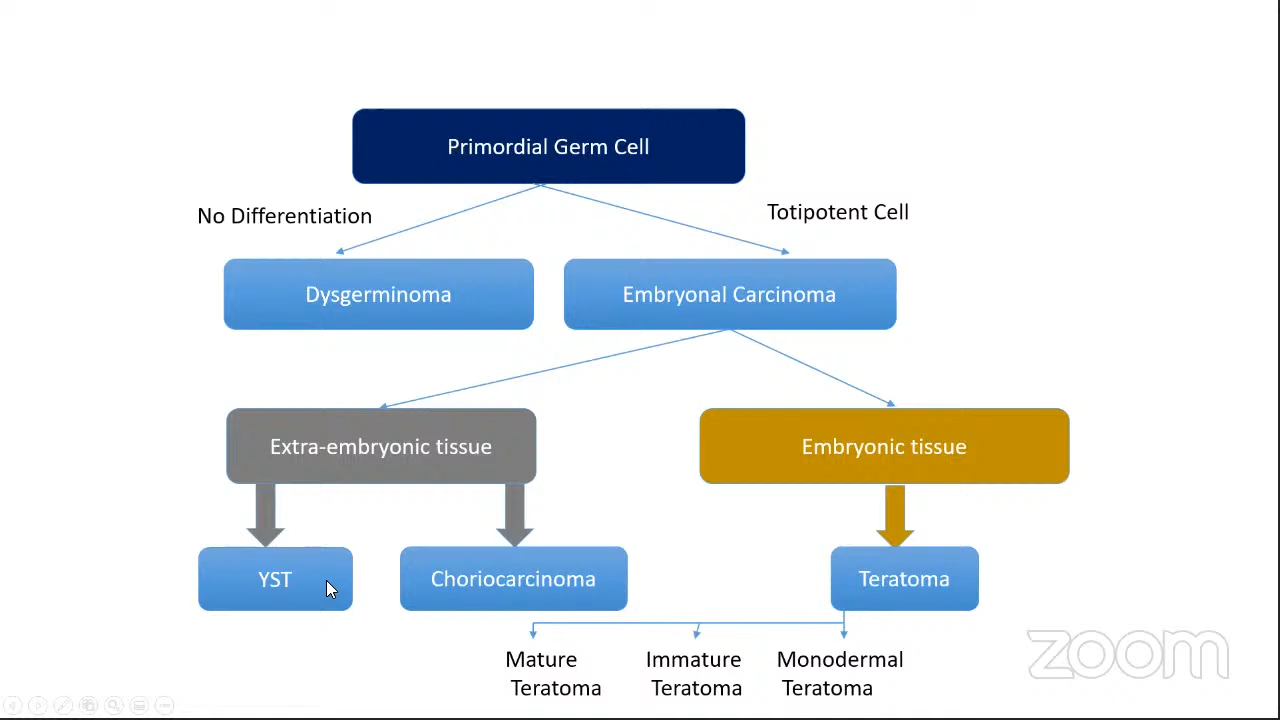 Primordial Germ Cell
No Differentiation
Totipotent Cell
Dysgerminoma
Embryonal Carcinoma
Extra-embryonic tissue
Embryonic tissue
YST
Choriocarcinoma
Teratoma
Mature
Teratoma
Immature
Teratoma
Monodermal
Teratoma
zoom